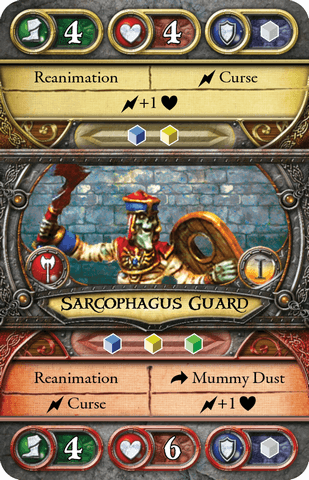 4 4
Reanimation Curse
+1
SARCOPHAGUS GUARD
Reanimation Mummy Dust
Curse +1
4 6